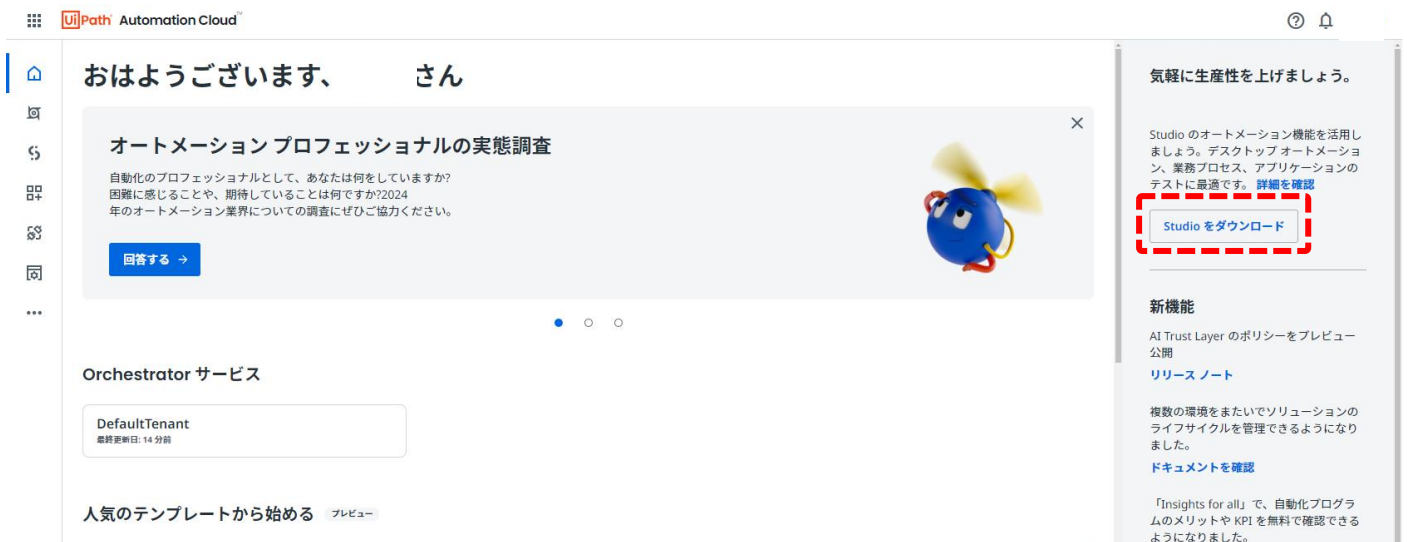 UiPath Automation Cloud™
おはようございます、 さん
オートメーション プロフェッショナルの実態調査
自動化のプロフェッショナルとして、あなたは何をしていますか?
困難に感じることや、期待していることは何ですか?2024
年のオートメーション業界についての調査にぜひご協力ください。
回答する →
Orchestrator サービス
DefaultTenant
最終更新日: 14 分前
人気のテンプレートから始める プレビュー
気軽に生産性を上げましょう。
Studio のオートメーション機能を活用し
ましょう。デスクトップ オートメーショ
ン、業務プロセス、アプリケーションの
テストに最適です。 詳細を確認
Studio をダウンロード
新機能
AI Trust Layer のポリシーをプレビュー
公開
リリース ノート
複数の環境をまたいでソリューションの
ライフサイクルを管理できるようになり
ました。
ドキュメントを確認
「Insights for all」で、自動化プログラ
ムのメリットや KPI を無料で確認できる
ようになりました。